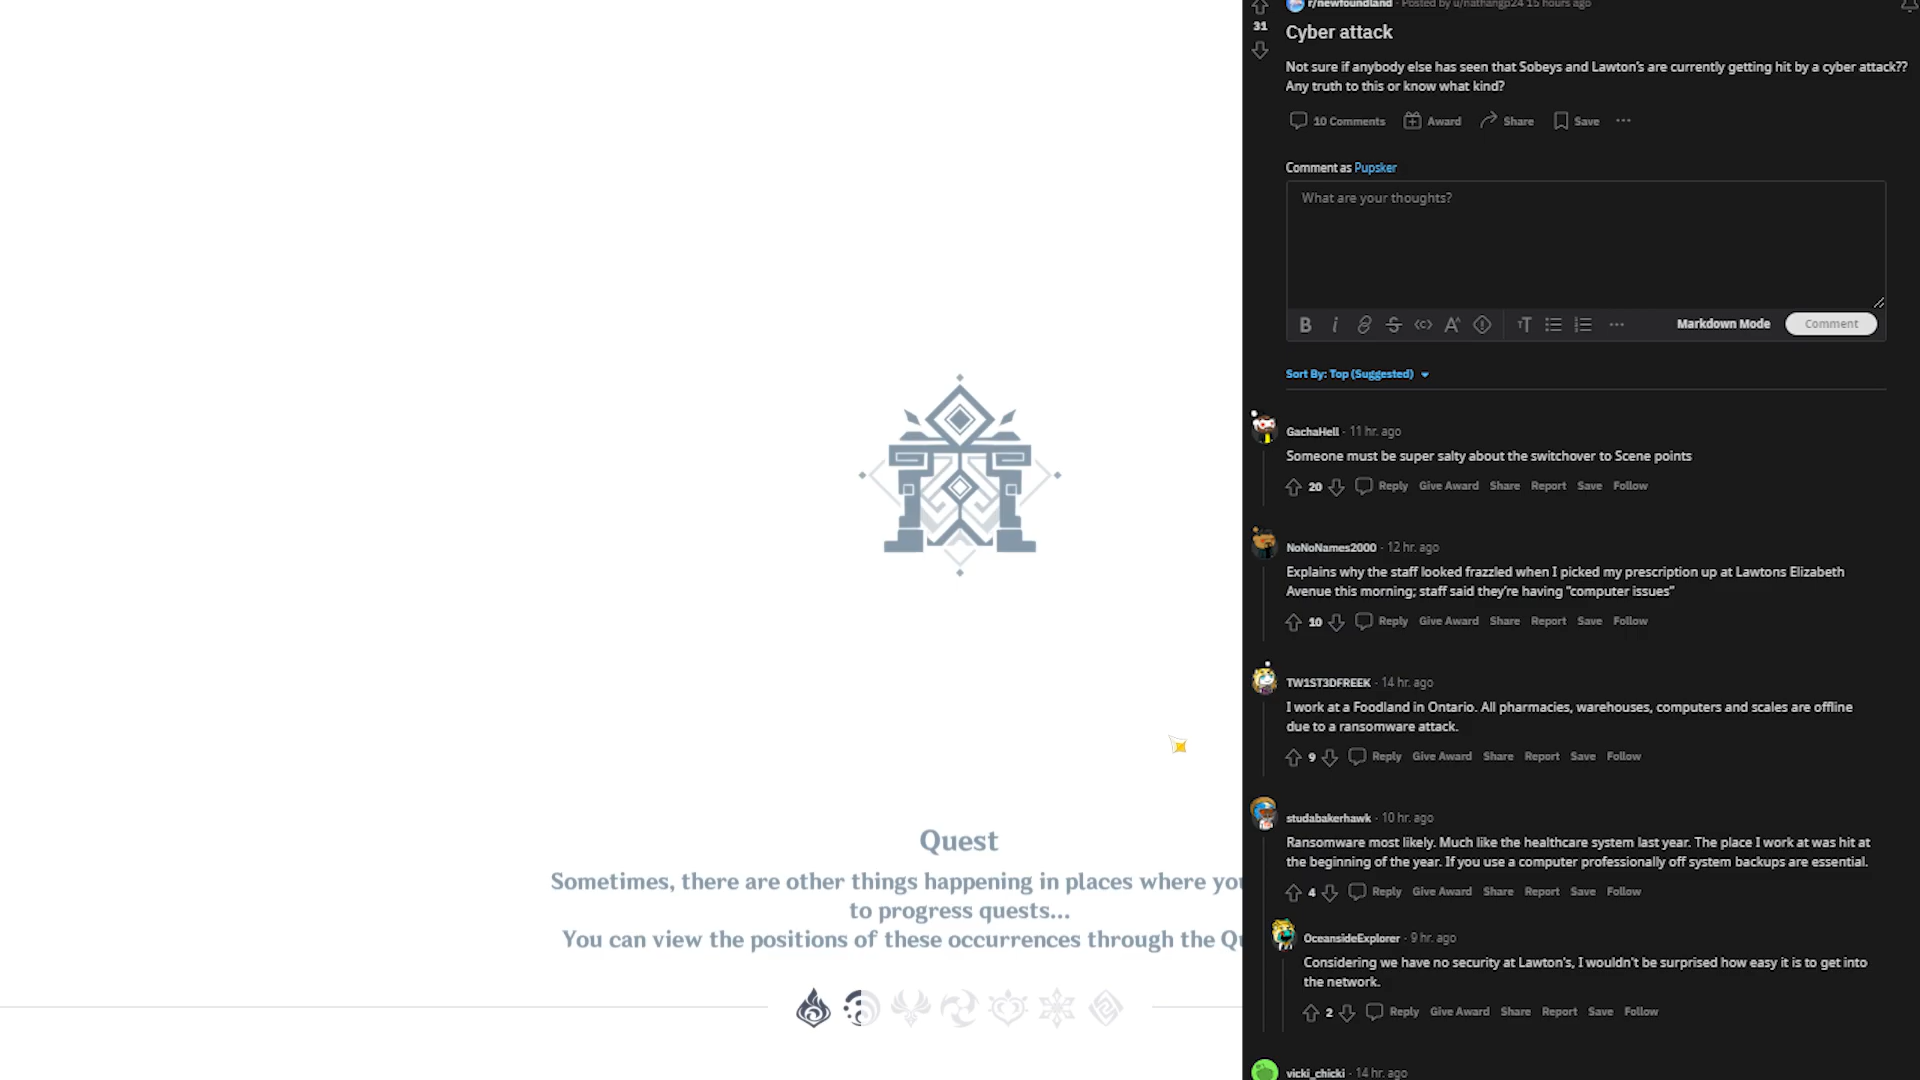 Quest
Sometimes, there are other things happening in places where you
to progress quests...
You can view the positions of these occurrences through the Qu
r/newfoundland · Posted by u/nathangp24 15 hours ago
31
Cyber attack
Not sure if anybody else has seen that Sobeys and Lawton's are currently getting hit by a cyber attack??
Any truth to this or know what kind?
10 Comments Award Share Save ···
Comment as Pupsker
What are your thoughts?
Markdown Mode Comment
Sort By: Top (Suggested)
GachaHell · 11 hr. ago
Someone must be super salty about the switchover to Scene points
20 Reply Give Award Share Report Save Follow
NoNoNames2000 · 12 hr. ago
Explains why the staff looked frazzled when I picked my prescription up at Lawtons Elizabeth
Avenue this morning; staff said they're having "computer issues"
10 Reply Give Award Share Report Save Follow
TW1ST3DFREEK · 14 hr. ago
I work at a Foodland in Ontario. All pharmacies, warehouses, computers and scales are offline
due to a ransomware attack.
9 Reply Give Award Share Report Save Follow
studabakerhawk · 10 hr. ago
Ransomware most likely. Much like the healthcare system last year. The place I work at was hit at
the beginning of the year. If you use a computer professionally off system backups are essential.
4 Reply Give Award Share Report Save Follow
OceansideExplorer · 9 hr. ago
Considering we have no security at Lawton's, I wouldn't be surprised how easy it is to get into
the network.
2 Reply Give Award Share Report Save Follow
vicki_chicki · 14 hr. ago